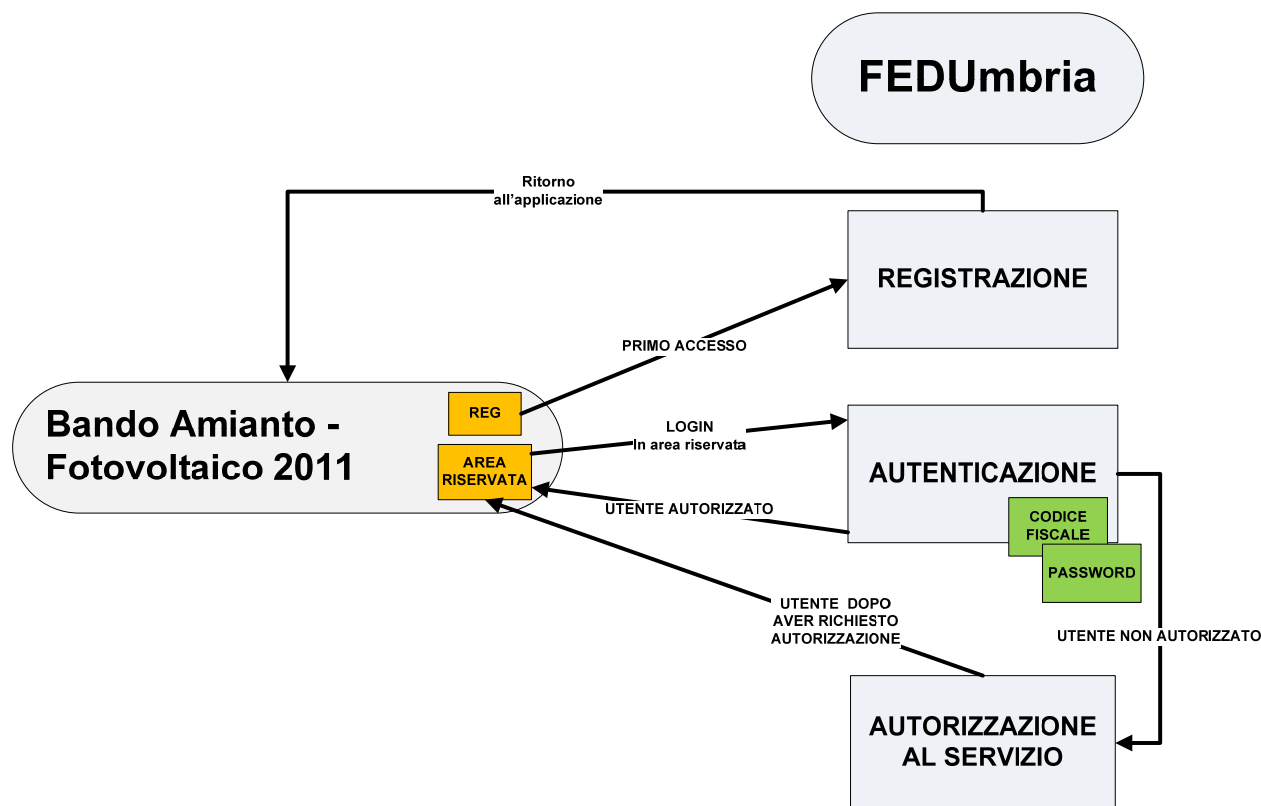 FEDUmbria
Ritorno
all'applicazione
REGISTRAZIONE
PRIMO ACCESSO
Bando Amianto -
Fotovoltaico 2011
REG
AREA
RISERVATA
LOGIN
In area riservata
AUTENTICAZIONE
UTENTE AUTORIZZATO
CODICE
FISCALE
PASSWORD
UTENTE DOPO
AVER RICHIESTO
AUTORIZZAZIONE
UTENTE NON AUTORIZZATO
AUTORIZZAZIONE
AL SERVIZIO